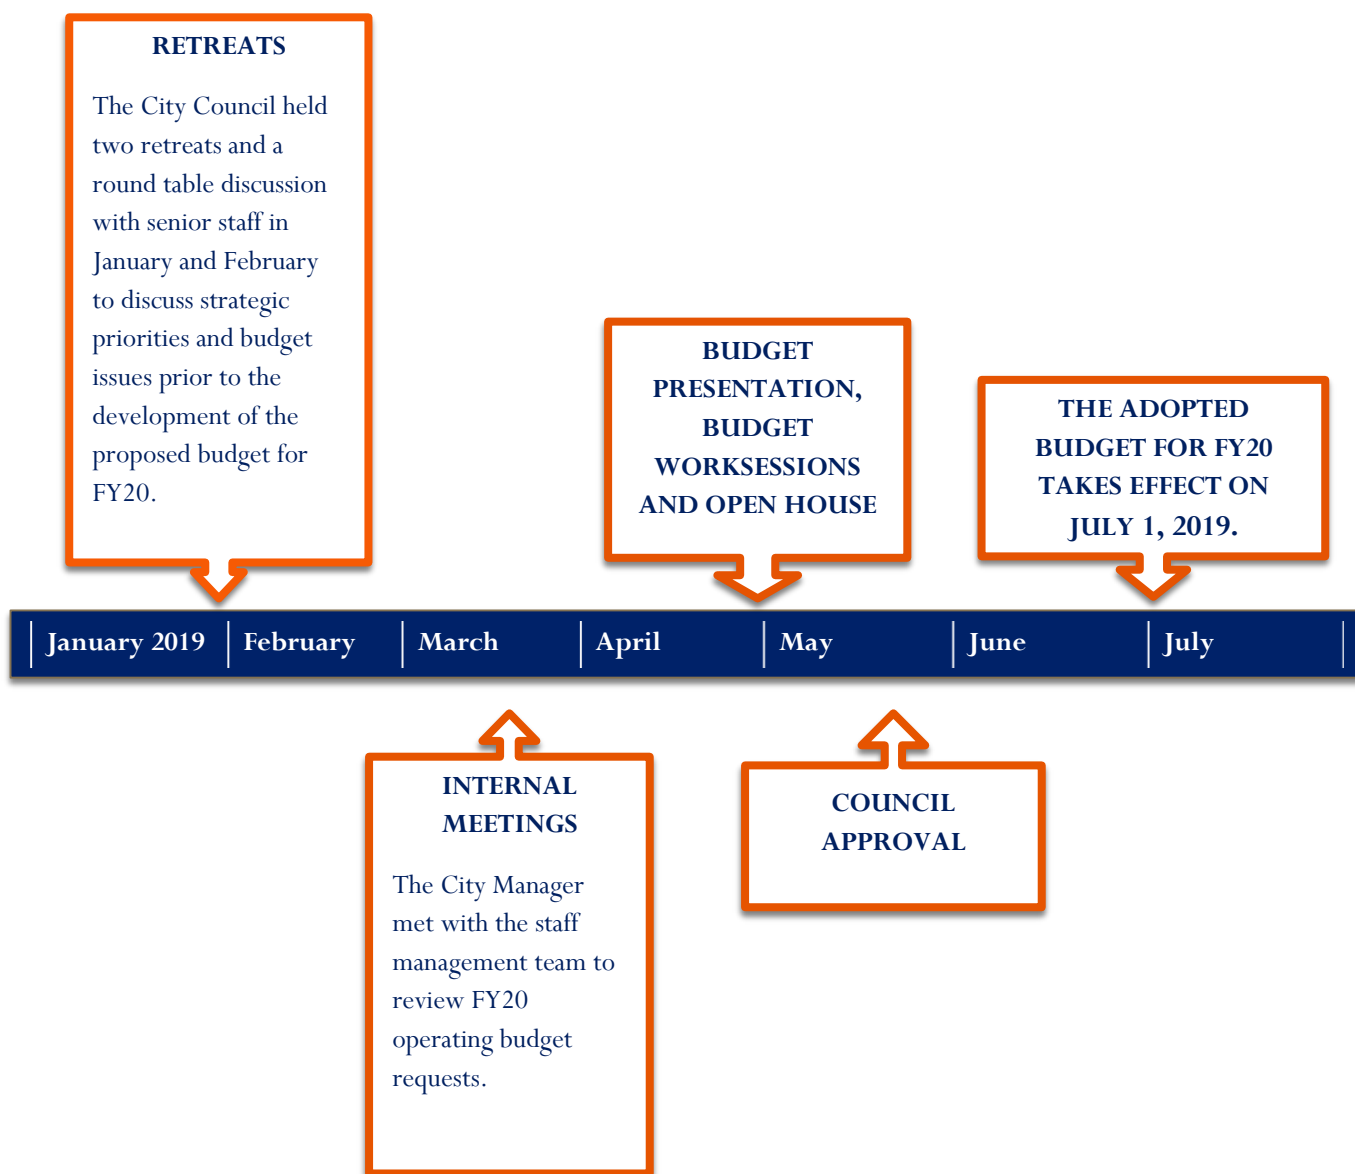 RETREATS
The City Council held
two retreats and a
round table discussion
with senior staff in
January and February
to discuss strategic
priorities and budget
issues prior to the
development of the
proposed budget for
FY20.
BUDGET
PRESENTATION,
BUDGET
WORKSESSIONS
AND OPEN HOUSE
THE ADOPTED
BUDGET FOR FY20
TAKES EFFECT ON
JULY 1, 2019.
January 2019 February March April May June July
INTERNAL
MEETINGS
The City Manager
met with the staff
management team to
review FY20
operating budget
requests.
COUNCIL
APPROVAL